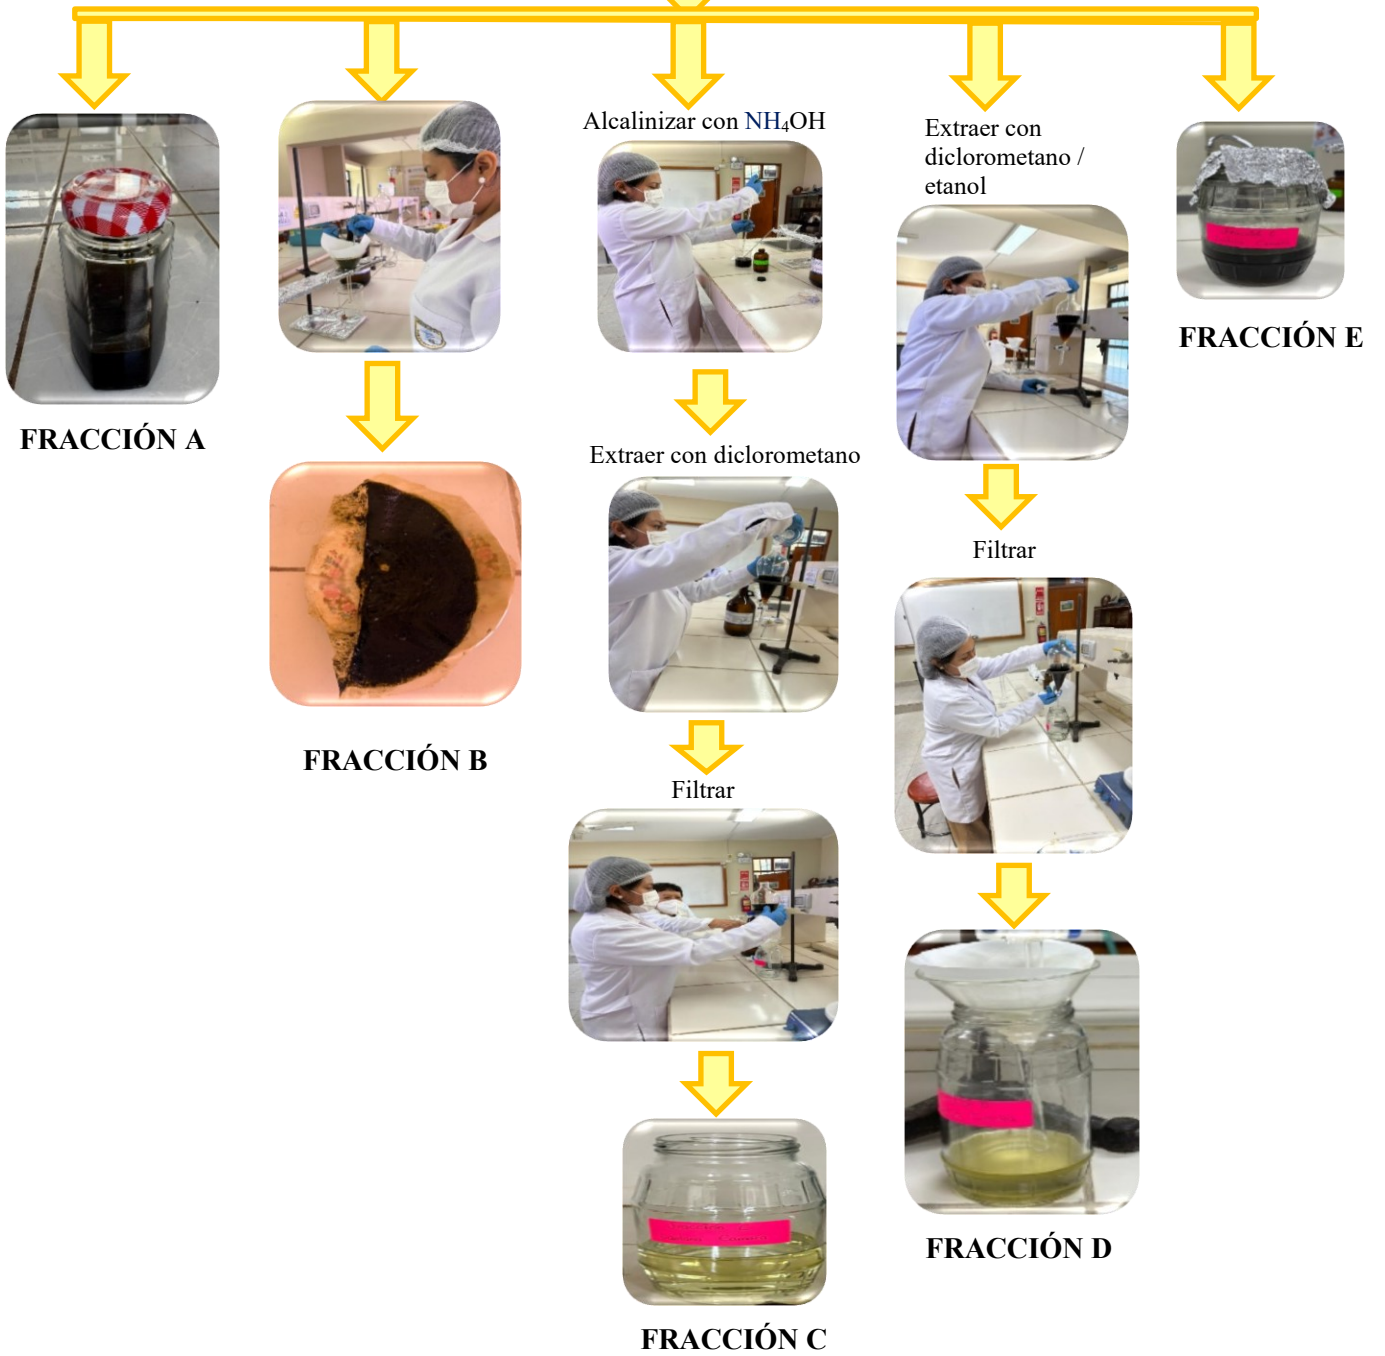 Alcalinizar con NH₄OH
Extraer con
diclorometano /
etanol
FRACCIÓN E
FRACCIÓN A
Extraer con diclorometano
Filtrar
FRACCIÓN B
Filtrar
FRACCIÓN D
FRACCIÓN C